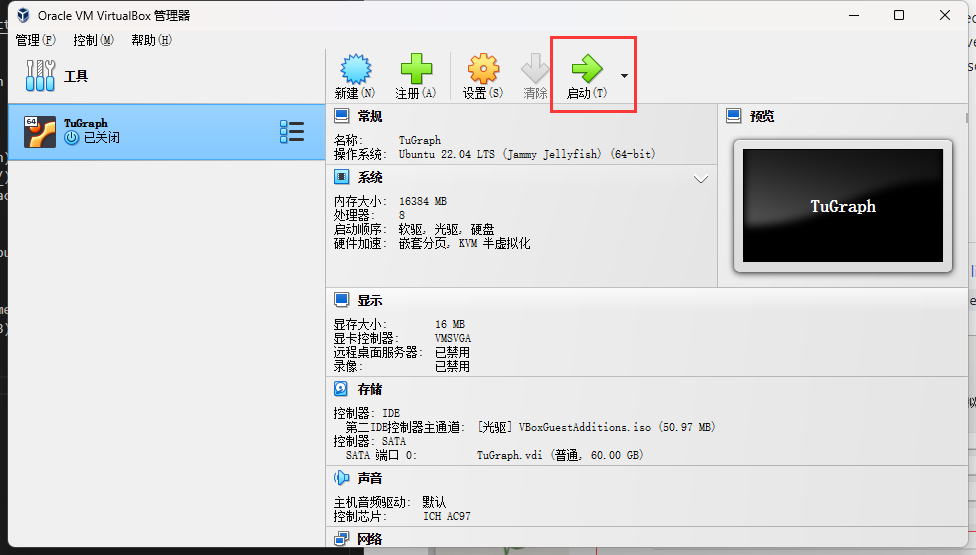 Oracle VM VirtualBox 管理器
管理(F) 控制(M) 帮助(H)
工具
新建(N) 注册(A) 设置(S) 清除 启动(T)
64 TuGraph
已关闭
常规
名称: TuGraph
操作系统: Ubuntu 22.04 LTS (Jammy Jellyfish) (64-bit)
预览
TuGraph
系统
内存大小: 16384 MB
处理器: 8
启动顺序: 软驱, 光驱, 硬盘
硬件加速: 嵌套分页, KVM 半虚拟化
显示
显存大小: 16 MB
显卡控制器: VMSVGA
远程桌面服务器: 已禁用
录像: 已禁用
存储
控制器: IDE
第二IDE控制器主通道: [光驱] VBoxGuestAdditions.iso (50.97 MB)
控制器: SATA
SATA 端口 0: TuGraph.vdi (普通, 60.00 GB)
声音
主机音频驱动: 默认
控制芯片: ICH AC97
网络